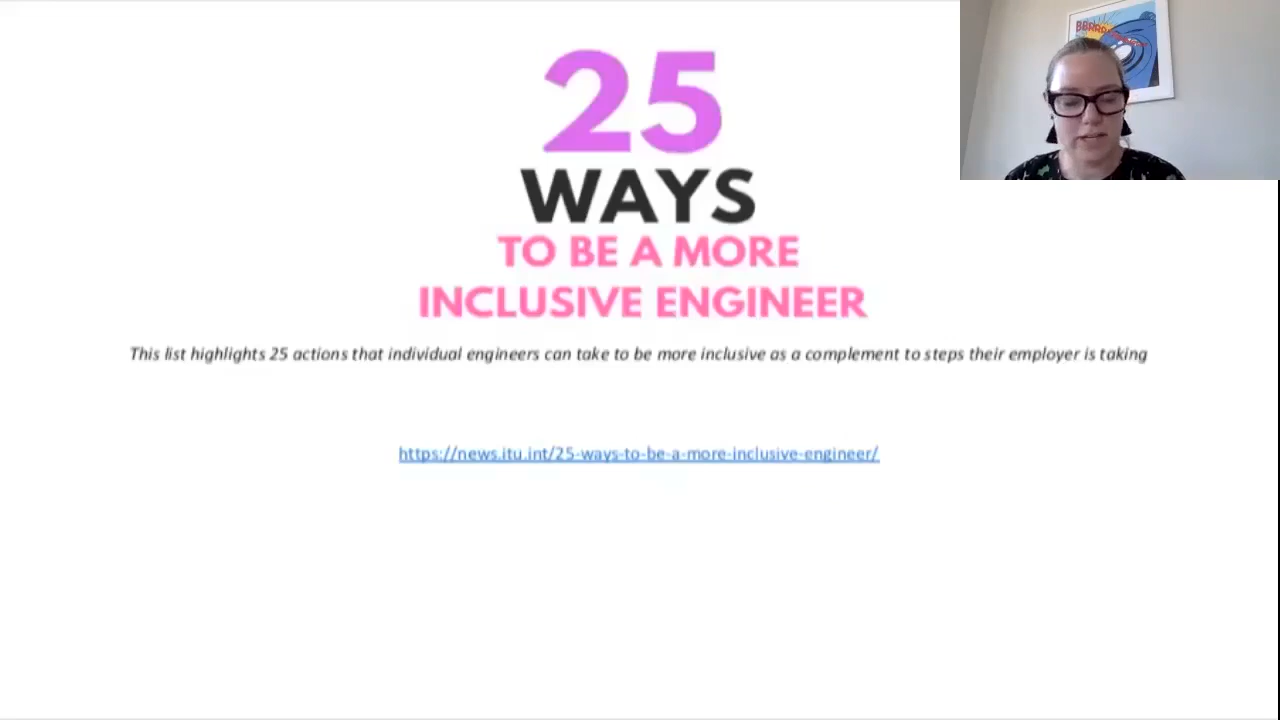 25
WAYS
TO BE A MORE
INCLUSIVE ENGINEER
This list highlights 25 actions that individual engineers can take to be more inclusive as a complement to steps their employer is taking
https://news.itu.int/25-ways-to-be-a-more-inclusive-engineer/